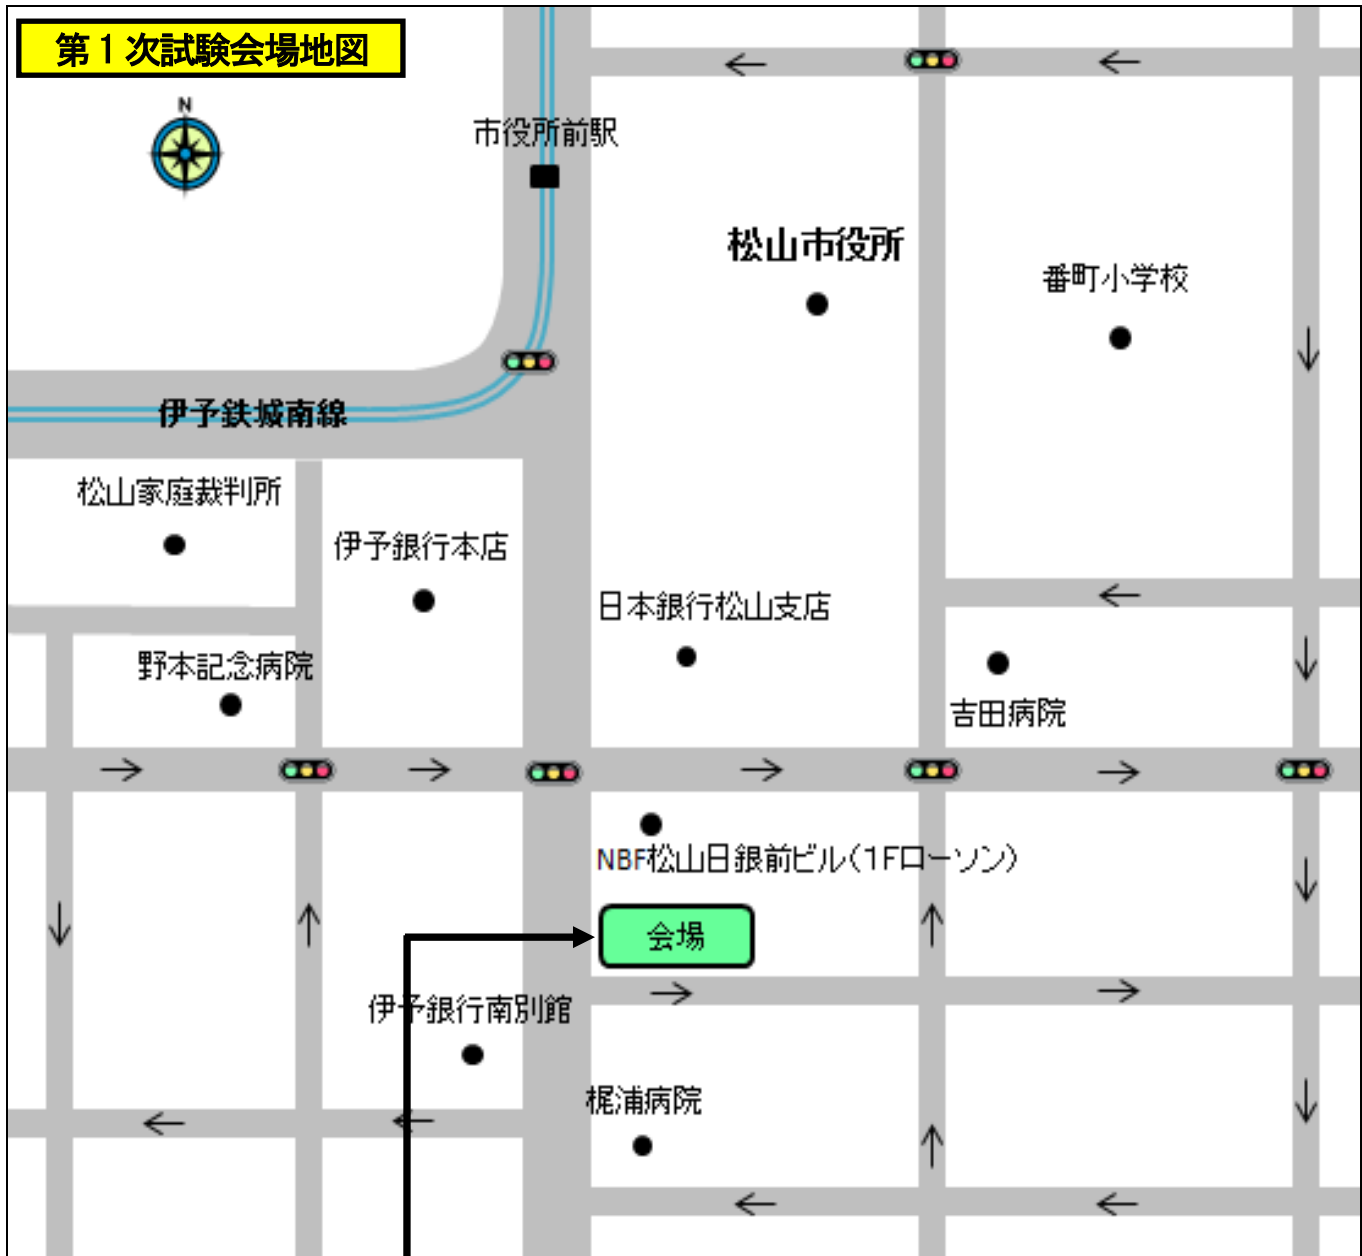 第1次試験会場地図
N
市役所前駅
松山市役所
番町小学校
伊予鉄城南線
松山家庭裁判所
伊予銀行本店
日本銀行松山支店
野本記念病院
吉田病院
NBF松山日銀前ビル(1Fローソン)
会場
伊予銀行南別館
梶浦病院